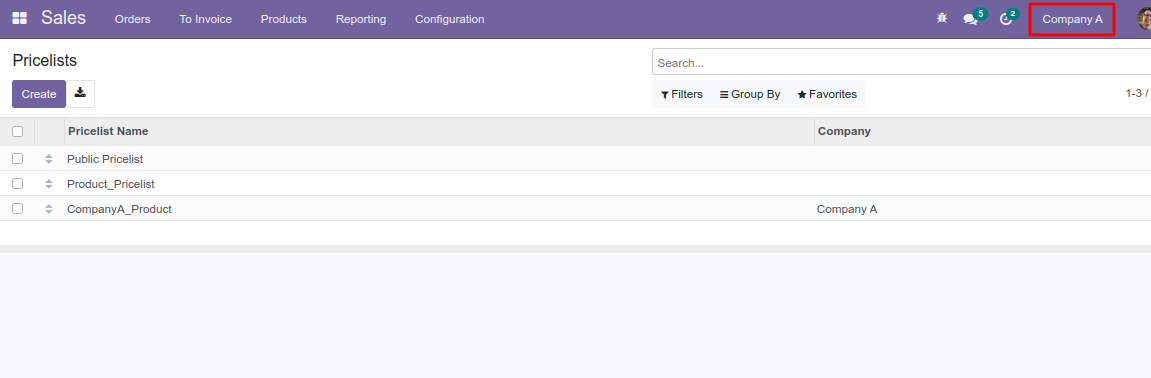 Sales Orders To Invoice Products Reporting Configuration 5 2 Company A
Pricelists
Search...
Create
Filters Group By Favorites 1-3 /
Pricelist Name Company
Public Pricelist
Product_Pricelist
CompanyA_Product Company A